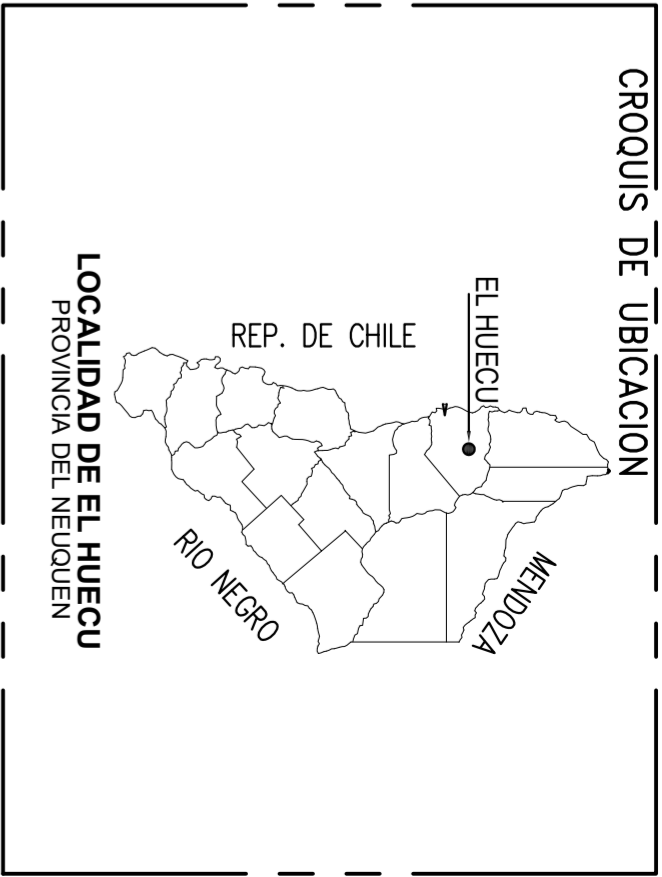 CROQUIS DE UBICACION
EL HUECU
REP. DE CHILE
MENDOZA
RIO NEGRO
LOCALIDAD DE EL HUECU
PROVINCIA DEL NEUQUEN